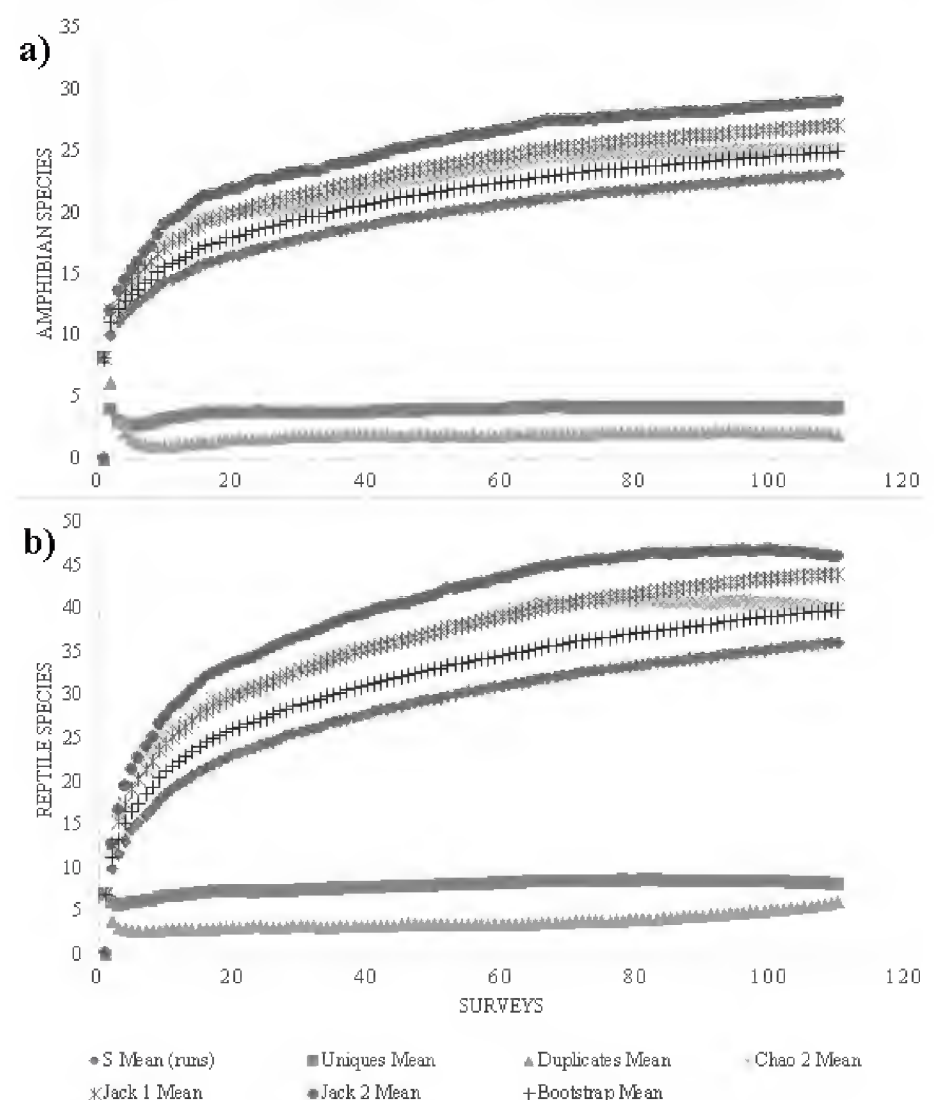 a)
35
30
25
20
15
10
5
0
AMPHIBIAN SPECIES
0 20 40 60 80 100 120
b)
50
45
40
35
30
25
20
15
10
5
0
REPTILE SPECIES
0 20 40 60 80 100 120
SURVEYS
S Mean (runs) Uniques Mean Duplicates Mean Chao 2 Mean
Jack 1 Mean Jack 2 Mean Bootstrap Mean